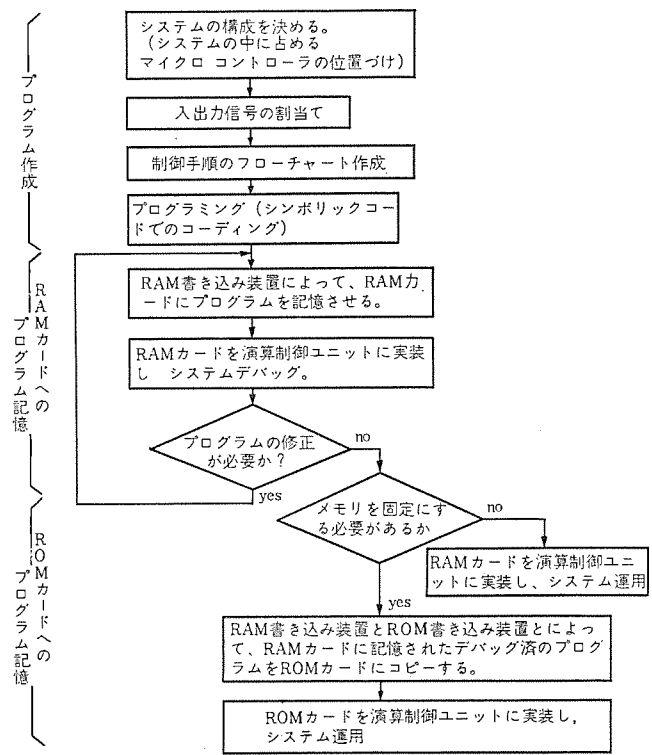 システムの構成を決める。
（システムの中に占める
マイクロ コントローラの位置づけ）
入出力信号の割当て
制御手順のフローチャート作成
プログラミング（シンボリックコー
ドでのコーディング）
プログラム作成
RAM書き込み装置によって、RAMカ
ードにプログラムを記憶させる。
RAMカードを演算制御ユニットに実装
し　システムデバッグ。
プログラムの修正
が必要か？
no
yes
RAMカードへの
プログラム記憶
メモリを固定にす
る必要があるか
no
yes
RAMカードを演算制御ユニ
ットに実装し、システム運用
RAM書き込み装置とROM書き込み装置とによっ
て、RAMカードに記憶されたデバッグ済のプログ
ラムをROMカードにコピーする。
ROMカードを演算制御ユニットに実装し，
システム運用
ROMカードへの
プログラム記憶